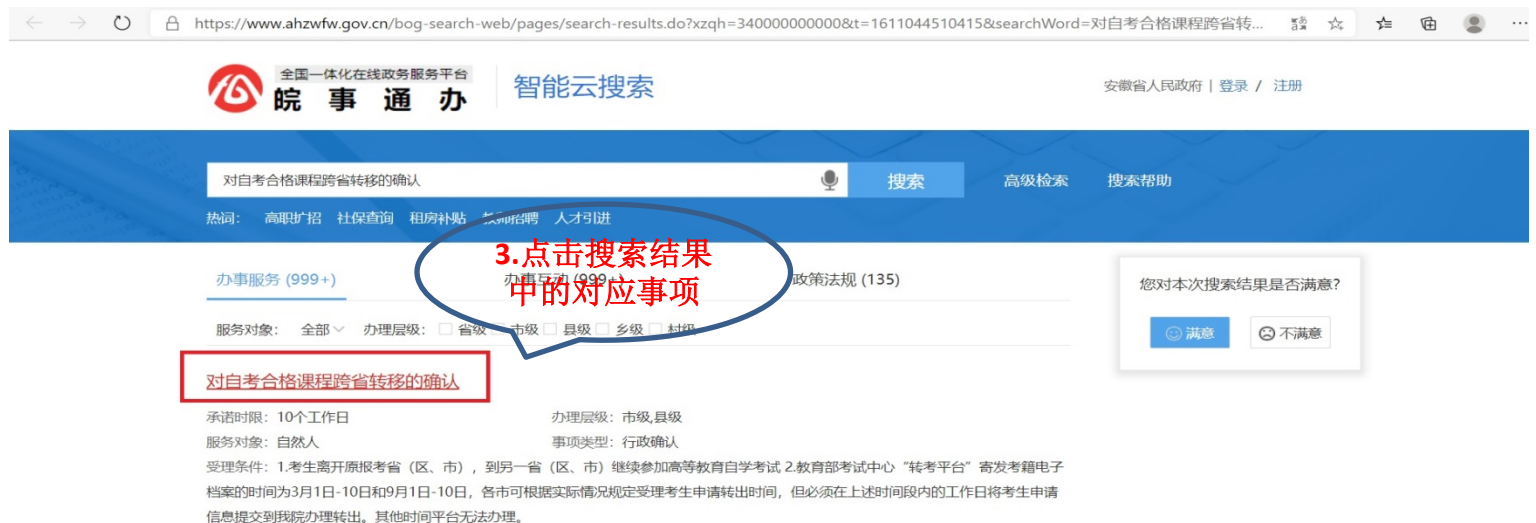 https://www.ahzwfw.gov.cn/bog-search-web/pages/search-results.do?xzqh=340000000000&t=1611044510415&searchWord=对自考合格课程跨省转...
全国一体化在线政务服务平台
皖事通办
智能云搜索
安徽省人民政府 | 登录 / 注册
对自考合格课程跨省转移的确认
搜索
高级检索
搜索帮助
热词： 高职扩招 社保查询 租房补贴 教师招聘 人才引进
3.点击搜索结果
中的对应事项
办事服务 (999+)
办事互动 (999+)
政策法规 (135)
您对本次搜索结果是否满意?
满意
不满意
服务对象： 全部 办理层级： 省级 市级 县级 乡级 村级
对自考合格课程跨省转移的确认
承诺时限：10个工作日
办理层级：市级,县级
服务对象：自然人
事项类型：行政确认
受理条件：1.考生离开原报考省（区、市），到另一省（区、市）继续参加高等教育自学考试 2.教育部考试中心“转考平台”寄发考籍电子
档案的时间为3月1日-10日和9月1日-10日，各市可根据实际情况规定受理考生申请转出时间，但必须在上述时间段内的工作日将考生申请
信息提交到我院办理转出。其他时间平台无法办理。